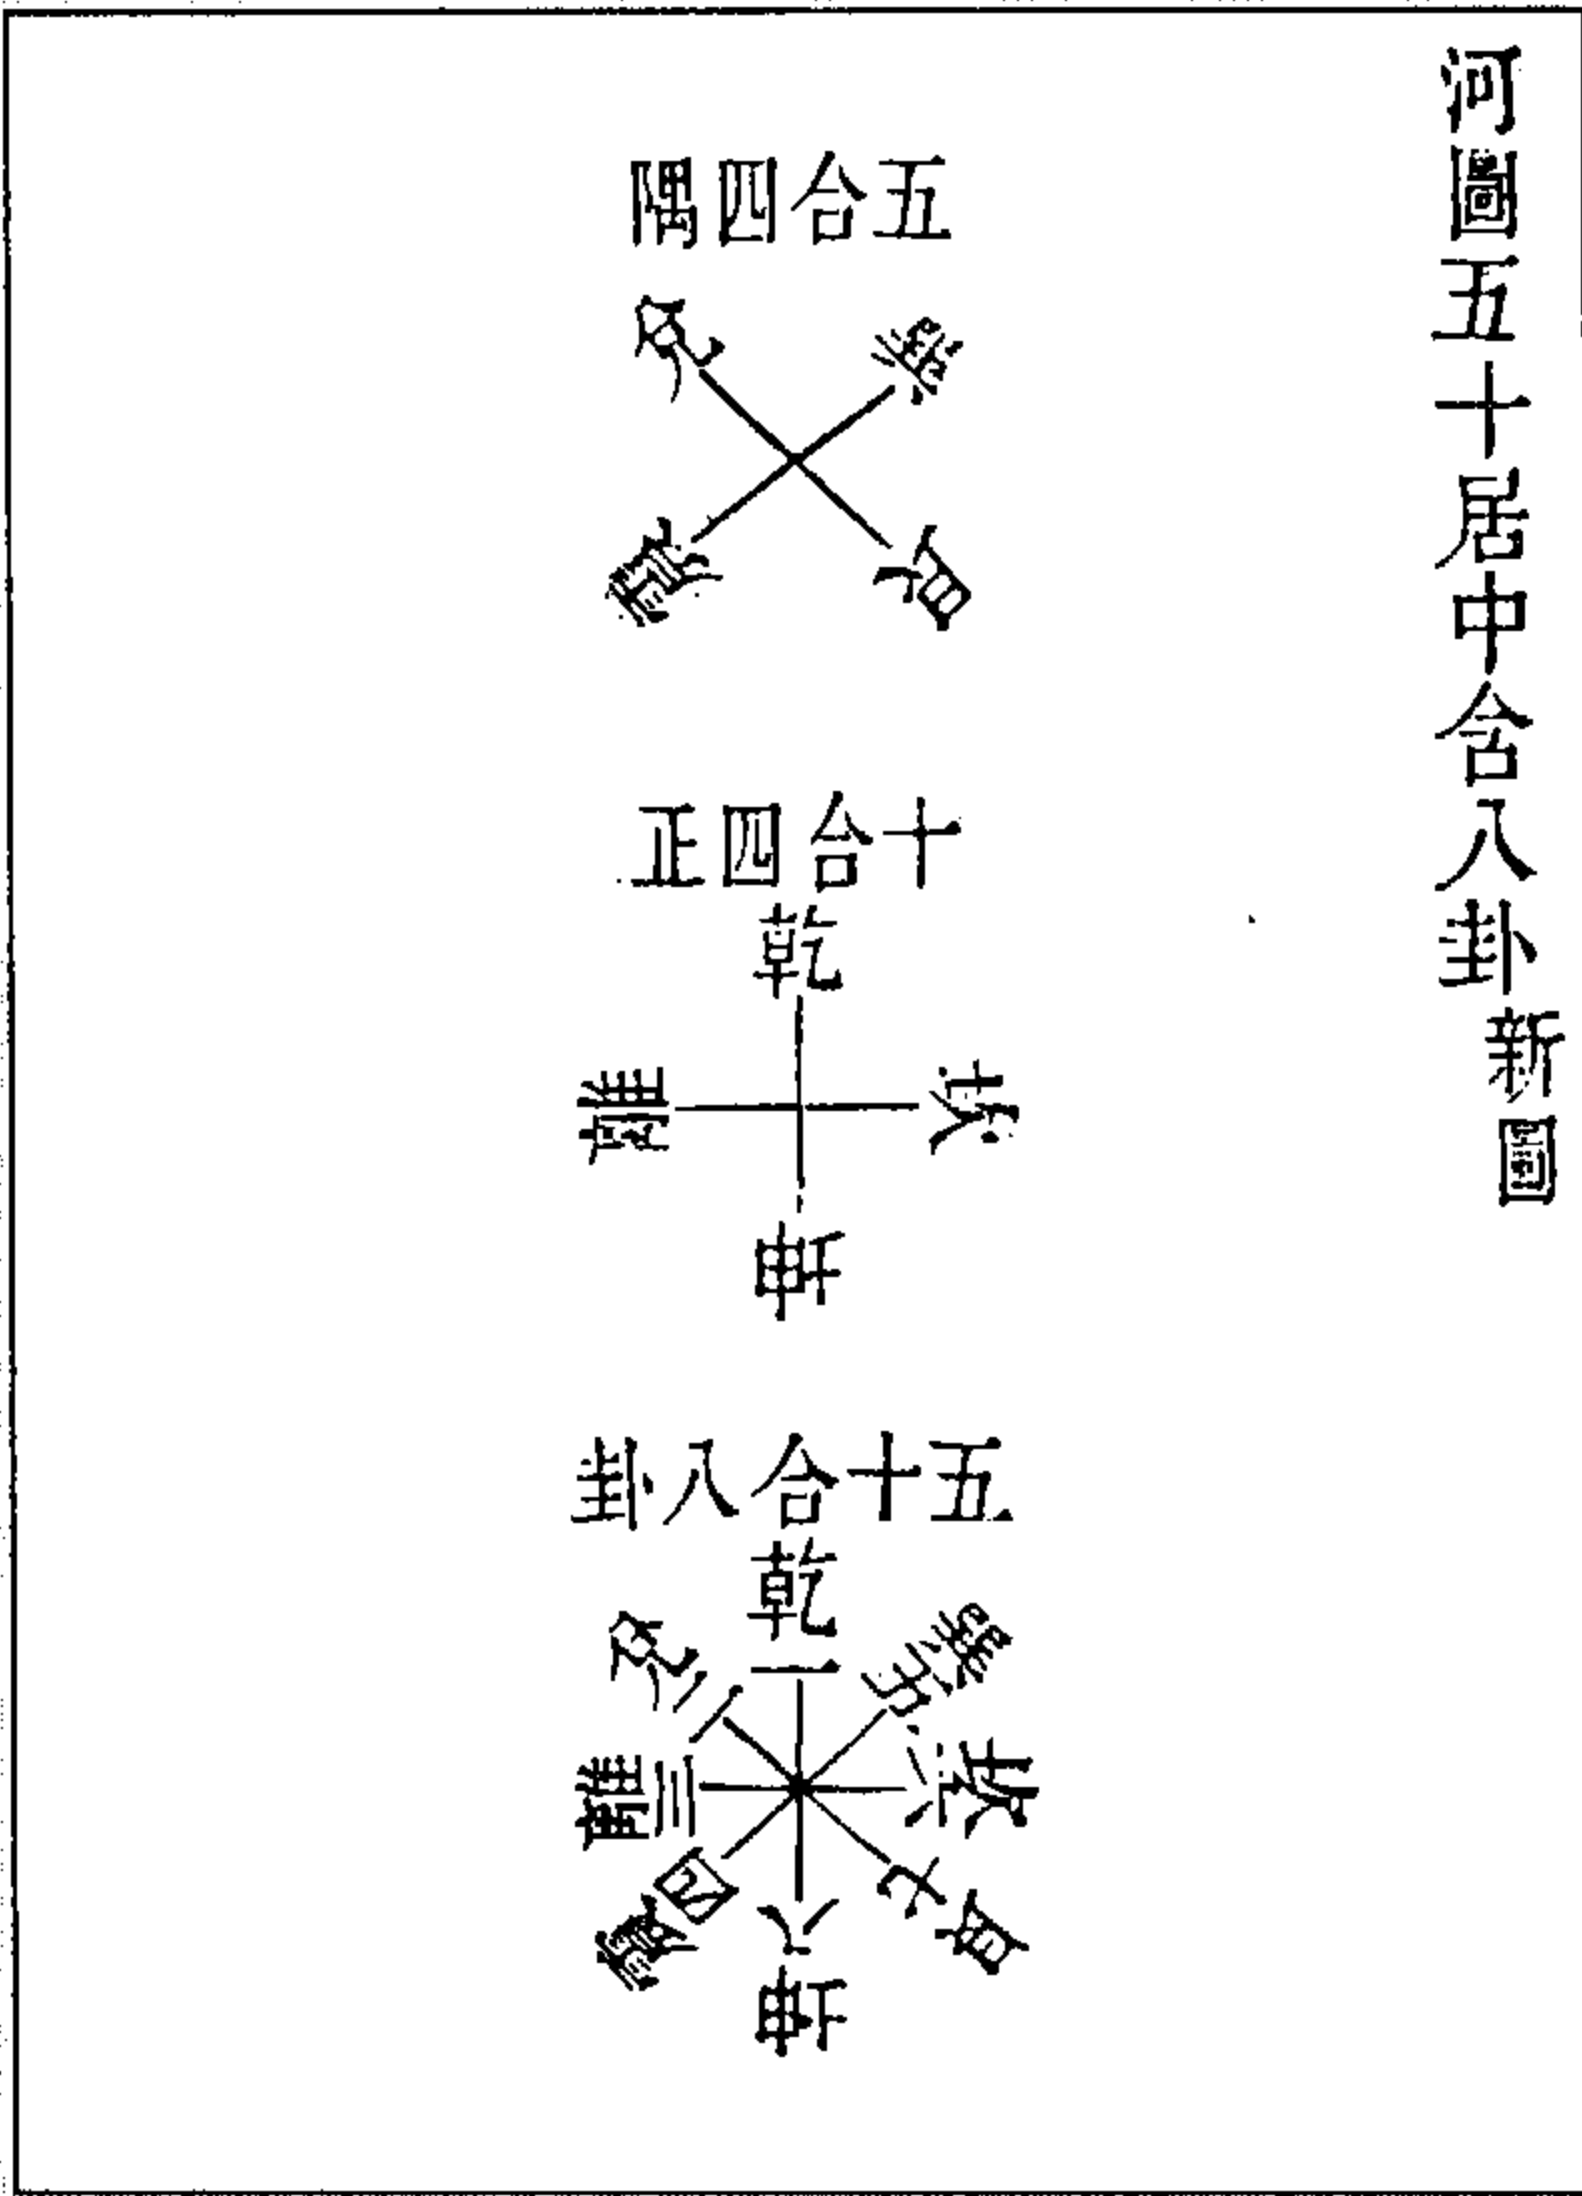 河圖五十居中含八卦新圖
五合四隅
兌
巽
震
艮
十合四正
乾
離
坎
坤
五十合八卦
乾一
兌二
離三
震四
巽五
坎六
艮七
坤八